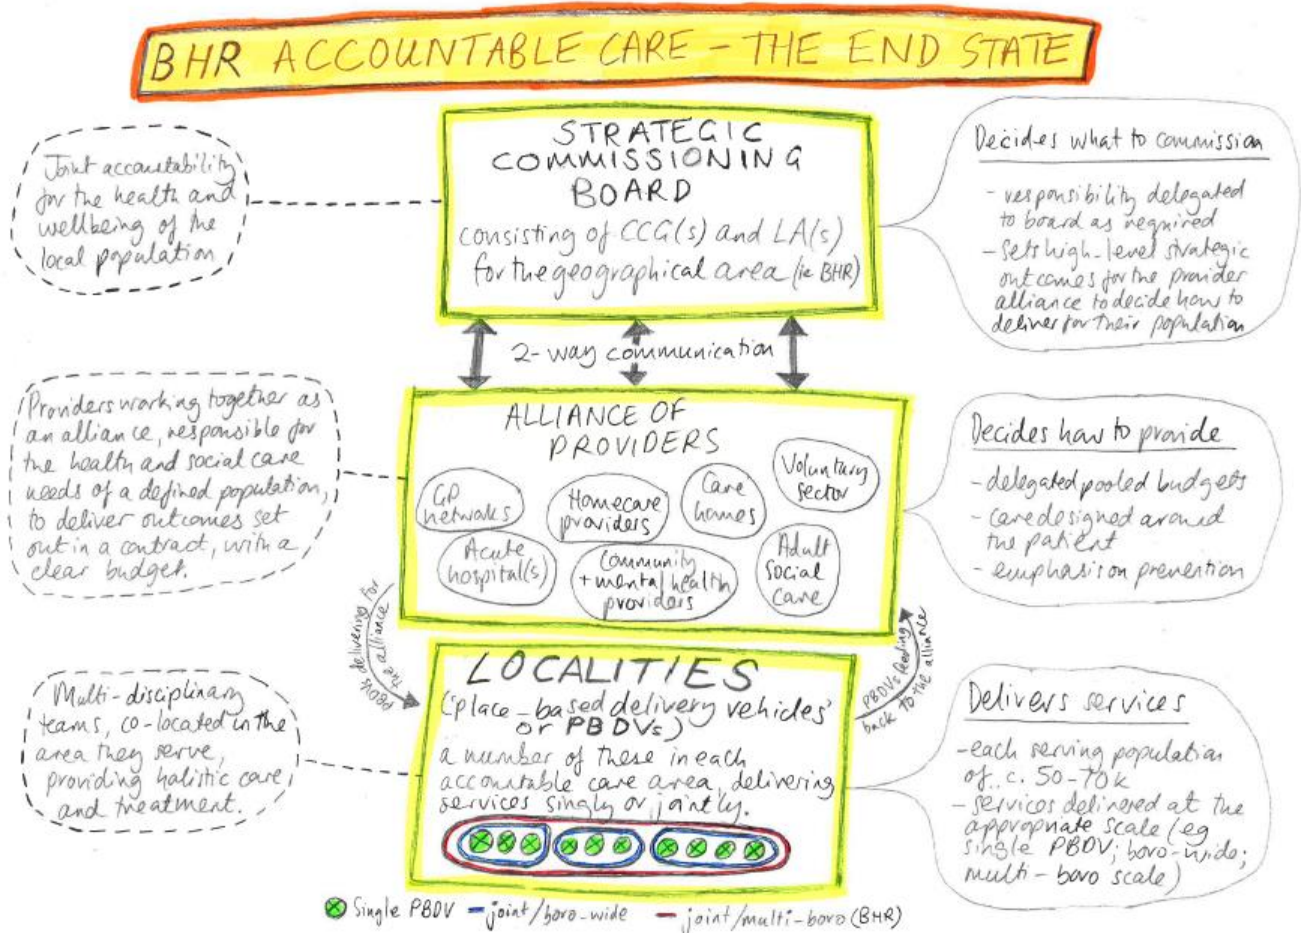 BHR ACCOUNTABLE CARE - THE END STATE
Joint accountability
for the health and
wellbeing of the
local population
STRATEGIC
COMMISSIONING
BOARD
consisting of CCG(s) and LA(s)
for the geographical area (ie BHR)
Decides what to commission
- responsibility delegated
to board as required
- sets high-level strategic
outcomes for the provider
alliance to decide how to
deliver for their population
2-way communication
Providers working together as
an alliance, responsible for
the health and social care
needs of a defined population,
to deliver outcomes set
out in a contract, with a
clear budget.
ALLIANCE OF
PROVIDERS
GP
networks
Homecare
providers
Care
homes
Voluntary
sector
Acute
hospital(s)
Community
+ mental health
providers
Adult
social
care
Decides how to provide
- delegated pooled budgets
- care designed around
the patient
- emphasis on prevention
PBDVs delivering for
the alliance
PBDVs feeding
back to the alliance
Multi-disciplinary
teams, co-located in the
area they serve,
providing holistic care
and treatment.
LOCALITIES
('place-based delivery vehicles'
or PBDVs)
a number of these in each
accountable care area, delivering
services singly or jointly.
Delivers services
- each serving population
of c. 50-70k
- services delivered at the
appropriate scale (eg
single PBDV; boro-wide;
multi-boro scale)
Single PBDV
joint/boro-wide
joint/multi-boro (BHR)